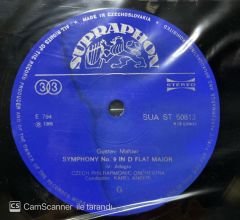 MADE IN CZECHOSLOVAKIA
SUPRAPHON
33
STEREO
E 794
SUA ST 50813
℗ 1966
Gustav Mahler
SYMPHONY No. 9 IN D FLAT MAJOR
IV. Adagio
CZECH PHILHARMONIC ORCHESTRA
Conductor: KAREL ANČERL
G
CS CamScanner ile tarandı